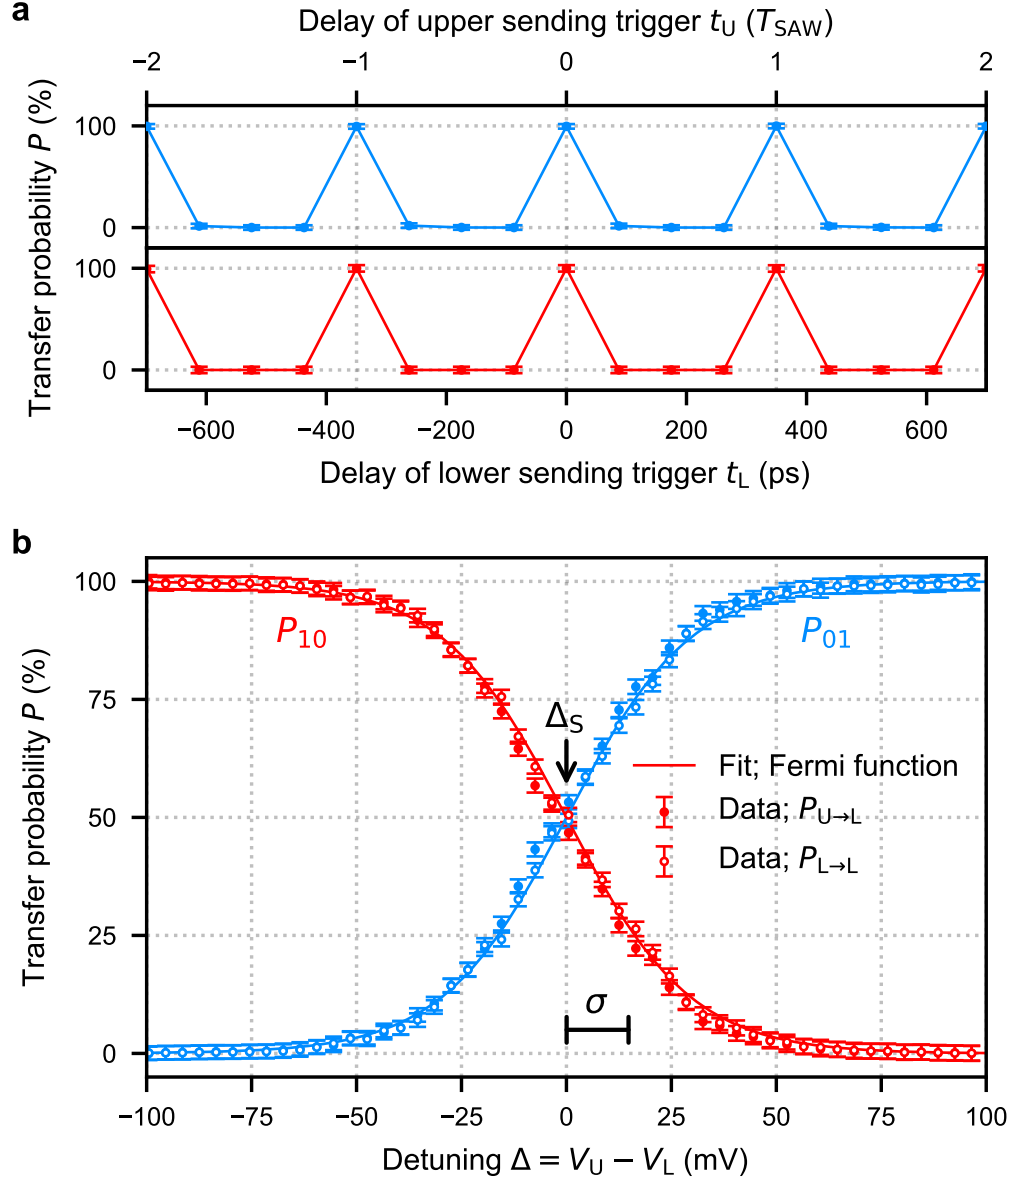 a
Delay of upper sending trigger tU (TSAW)
−2 −1 0 1 2
Transfer probability P (%)
100
0
100
0
−600 −400 −200 0 200 400 600
Delay of lower sending trigger tL (ps)
b
Transfer probability P (%)
100
75
50
25
0
P10
P01
ΔS
Fit; Fermi function
Data; PU→L
Data; PL→L
σ
−100 −75 −50 −25 0 25 50 75 100
Detuning Δ = VU − VL (mV)